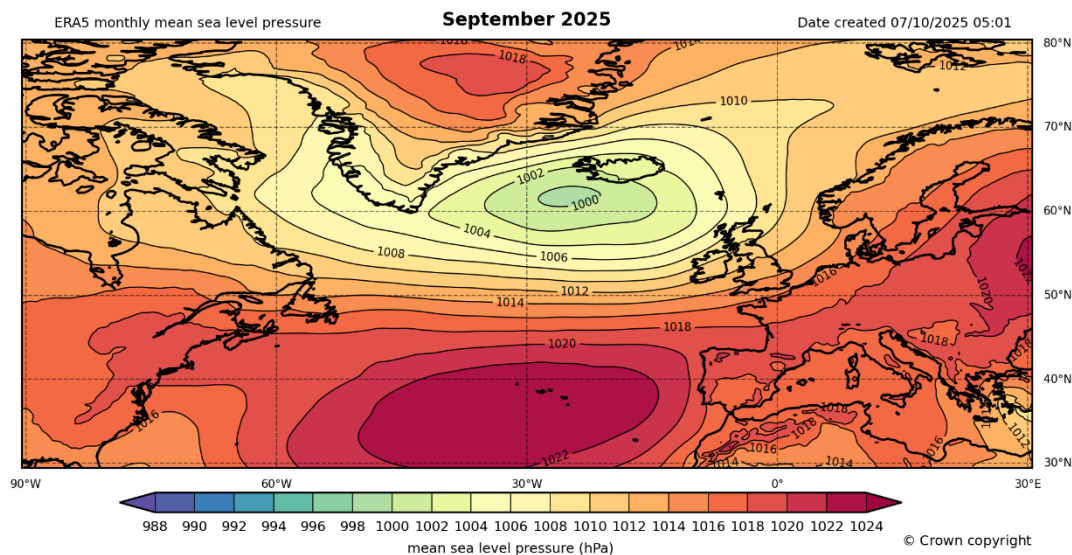 ERA5 monthly mean sea level pressure
September 2025
Date created 07/10/2025 05:01
1018
1014
80°N
1018
1012
1010
70°N
1002
1000
60°N
1004
1008
1006
1022
1016
1012
1020
50°N
1014
1018
1020
1018
1018
1018
40°N
1016
1018
1018
1012
1016
1016
1022
1014
1014
30°N
90°W
60°W
30°W
0°
30°E
988 990 992 994 996 998 1000 1002 1004 1006 1008 1010 1012 1014 1016 1018 1020 1022 1024
mean sea level pressure (hPa)
© Crown copyright